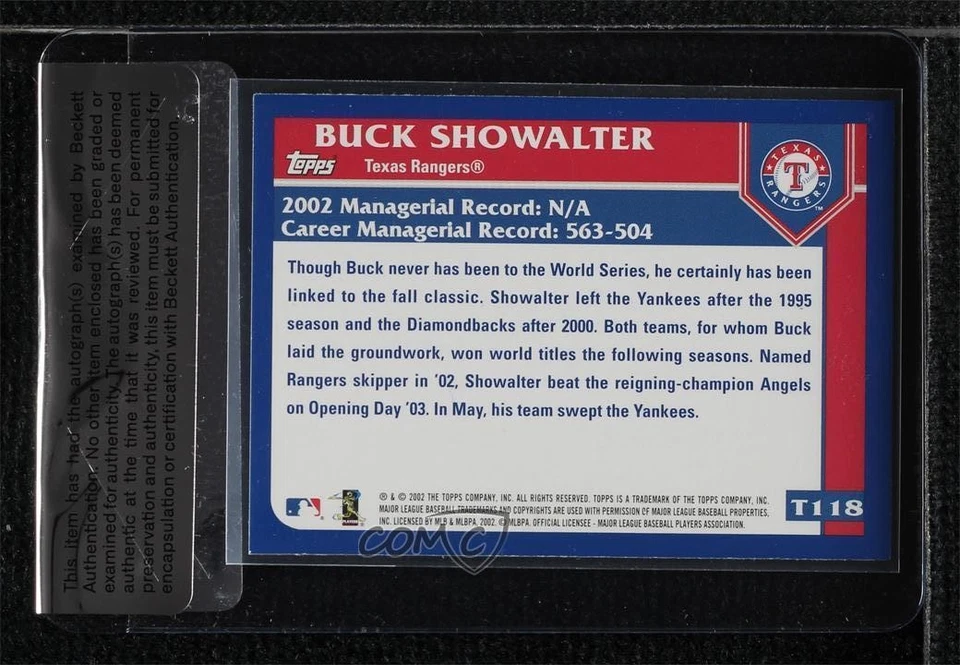 This item has had the autograph(s) examined by Beckett
Authentication. No other item enclosed has been graded or
examined for authenticity. The autograph(s) has been deemed
authentic at the time that it was reviewed. For permanent
preservation and authenticity, this item must be submitted for
encapsulation or certification with Beckett Authentication.
BUCK SHOWALTER
Topps
Texas Rangers®
TEXAS
T
RANGERS
™
2002 Managerial Record: N/A
Career Managerial Record: 563-504
Though Buck never has been to the World Series, he certainly has been
linked to the fall classic. Showalter left the Yankees after the 1995
season and the Diamondbacks after 2000. Both teams, for whom Buck
laid the groundwork, won world titles the following seasons. Named
Rangers skipper in '02, Showalter beat the reigning-champion Angels
on Opening Day '03. In May, his team swept the Yankees.
® & © 2002 THE TOPPS COMPANY, INC. ALL RIGHTS RESERVED. TOPPS IS A TRADEMARK OF THE TOPPS COMPANY, INC.
MAJOR LEAGUE BASEBALL TRADEMARKS AND COPYRIGHTS ARE USED WITH PERMISSION OF MAJOR LEAGUE BASEBALL PROPERTIES,
INC. LICENSED BY MLB & MLBPA, 2002. © MLBPA. OFFICIAL LICENSEE - MAJOR LEAGUE BASEBALL PLAYERS ASSOCIATION.
T118
COMC